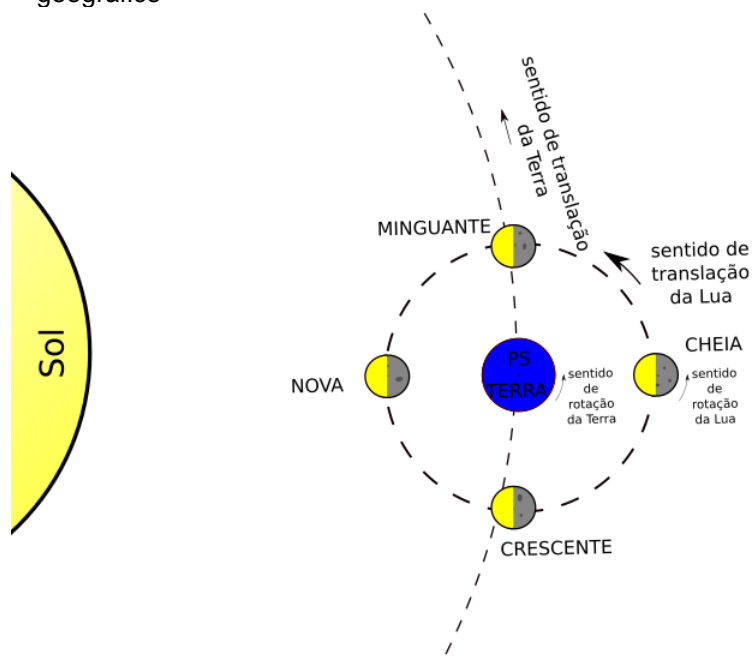 geográfico
sentido de translação
da Terra
MINGUANTE
sentido de
translação
da Lua
Sol
NOVA
PS
TERRA
sentido
de
rotação
da Terra
CHEIA
sentido
de
rotação
da Lua
CRESCENTE